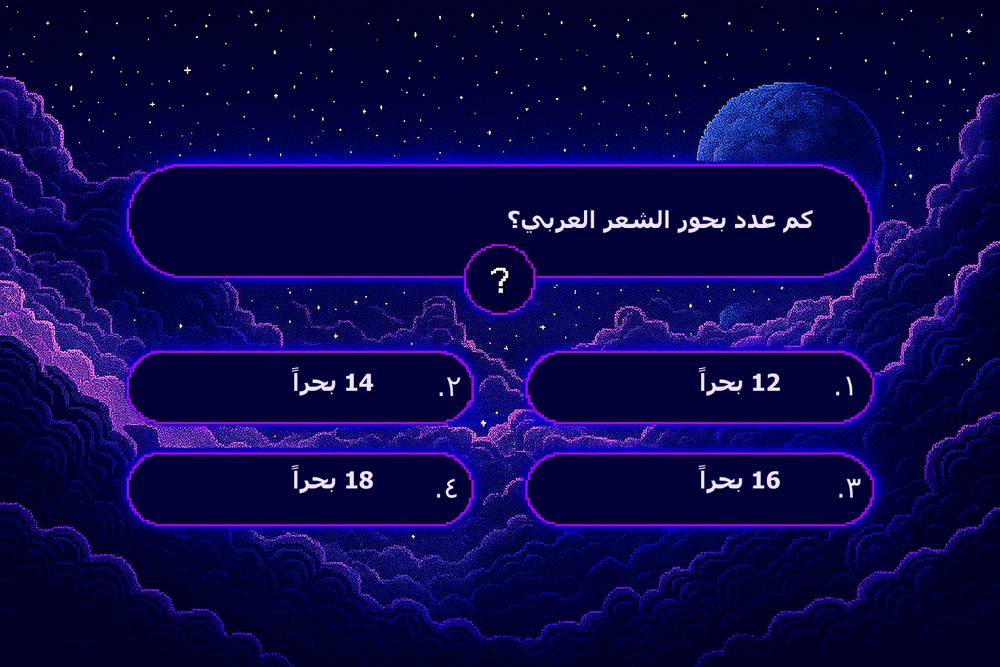 كم عدد بحور الشعر العربي؟
?
١. 12 بحراً
٢. 14 بحراً
٣. 16 بحراً
٤. 18 بحراً